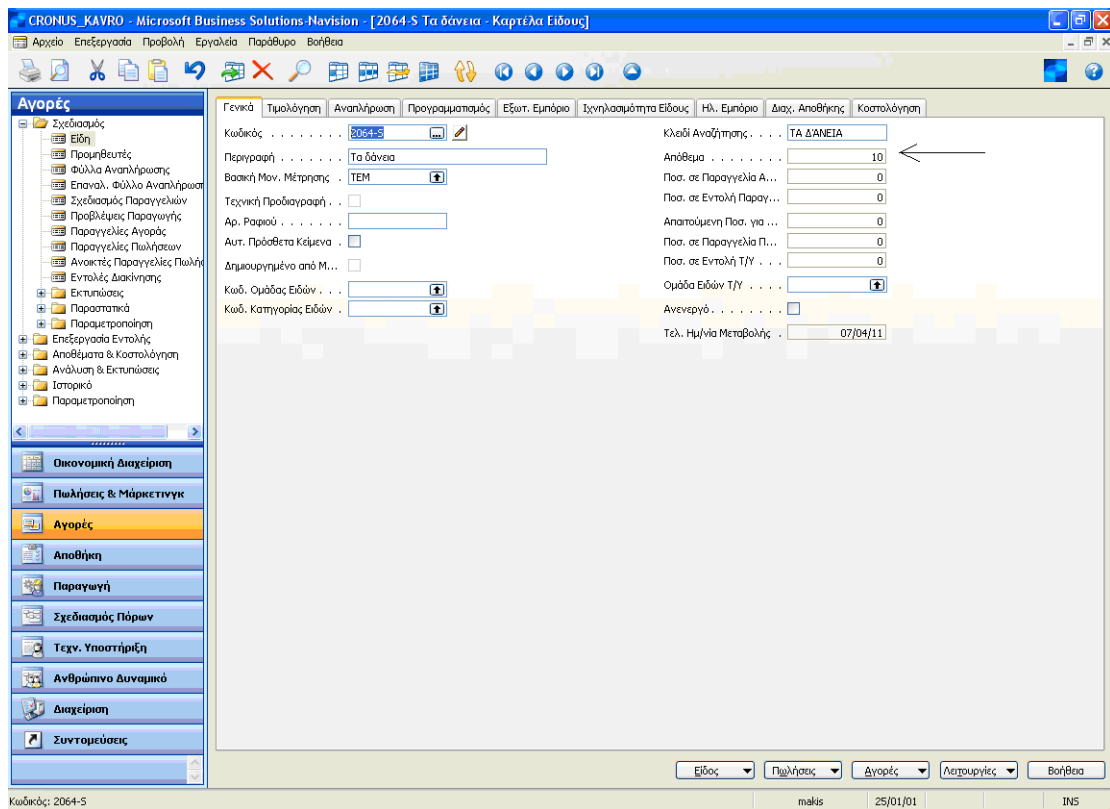 CRONUS_KAVRO - Microsoft Business Solutions-Navision - [2064-S Τα δάνεια - Καρτέλα Είδους]
Αρχείο Επεξεργασία Προβολή Εργαλεία Παράθυρο Βοήθεια
Αγορές
Σχεδιασμός
Είδη
Προμηθευτές
Φύλλα Αναπλήρωσης
Επαναλ. Φύλλο Αναπλήρωσ
Σχεδιασμός Παραγγελιών
Προβλέψεις Παραγωγής
Παραγγελίες Αγοράς
Παραγγελίες Πωλήσεων
Ανοικτές Παραγγελίες Πωλής
Εντολές Διακίνησης
Εκτυπώσεις
Παραστατικά
Παραμετροποίηση
Επεξεργασία Εντολής
Αποθέματα & Κοστολόγηση
Ανάλυση & Εκτυπώσεις
Ιστορικό
Παραμετροποίηση
Οικονομική Διαχείριση
Πωλήσεις & Μάρκετινγκ
Αγορές
Αποθήκη
Παραγωγή
Σχεδιασμός Πόρων
Τεχν. Υποστήριξη
Ανθρώπινο Δυναμικό
Διαχείριση
Συντομεύσεις
Γενικά Τιμολόγηση Αναπλήρωση Προγραμματισμός Εξωτ. Εμπόριο Ιχνηλασιμότητα Είδους Ηλ. Εμπόριο Διαχ. Αποθήκης Κοστολόγηση
Κωδικός . . . . . . . . 2064-S ...
Περιγραφή . . . . . . . Τα δάνεια
Βασική Μον. Μέτρησης . ΤΕΜ
Τεχνική Προδιαγραφή . .
Αρ. Ραφιού . . . . . . .
Αυτ. Πρόσθετα Κείμενα .
Δημιουργημένο από Μ...
Κωδ. Ομάδας Ειδών . . .
Κωδ. Κατηγορίας Ειδών .
Κλειδί Αναζήτησης . . . . ΤΑ ΔΆΝΕΙΑ
Απόθεμα . . . . . . . . 10
Ποσ. σε Παραγγελία Α... 0
Ποσ. σε Εντολή Παραγ... 0
Απαιτούμενη Ποσ. για ... 0
Ποσ. σε Παραγγελία Π... 0
Ποσ. σε Εντολή Τ/Υ . . . 0
Ομάδα Ειδών Τ/Υ . . . .
Ανενεργό. . . . . . . .
Τελ. Ημ/νία Μεταβολής . 07/04/11
Είδος Πωλήσεις Αγορές Λειτουργίες Βοήθεια
Κωδικός: 2064-S makis 25/01/01 INS